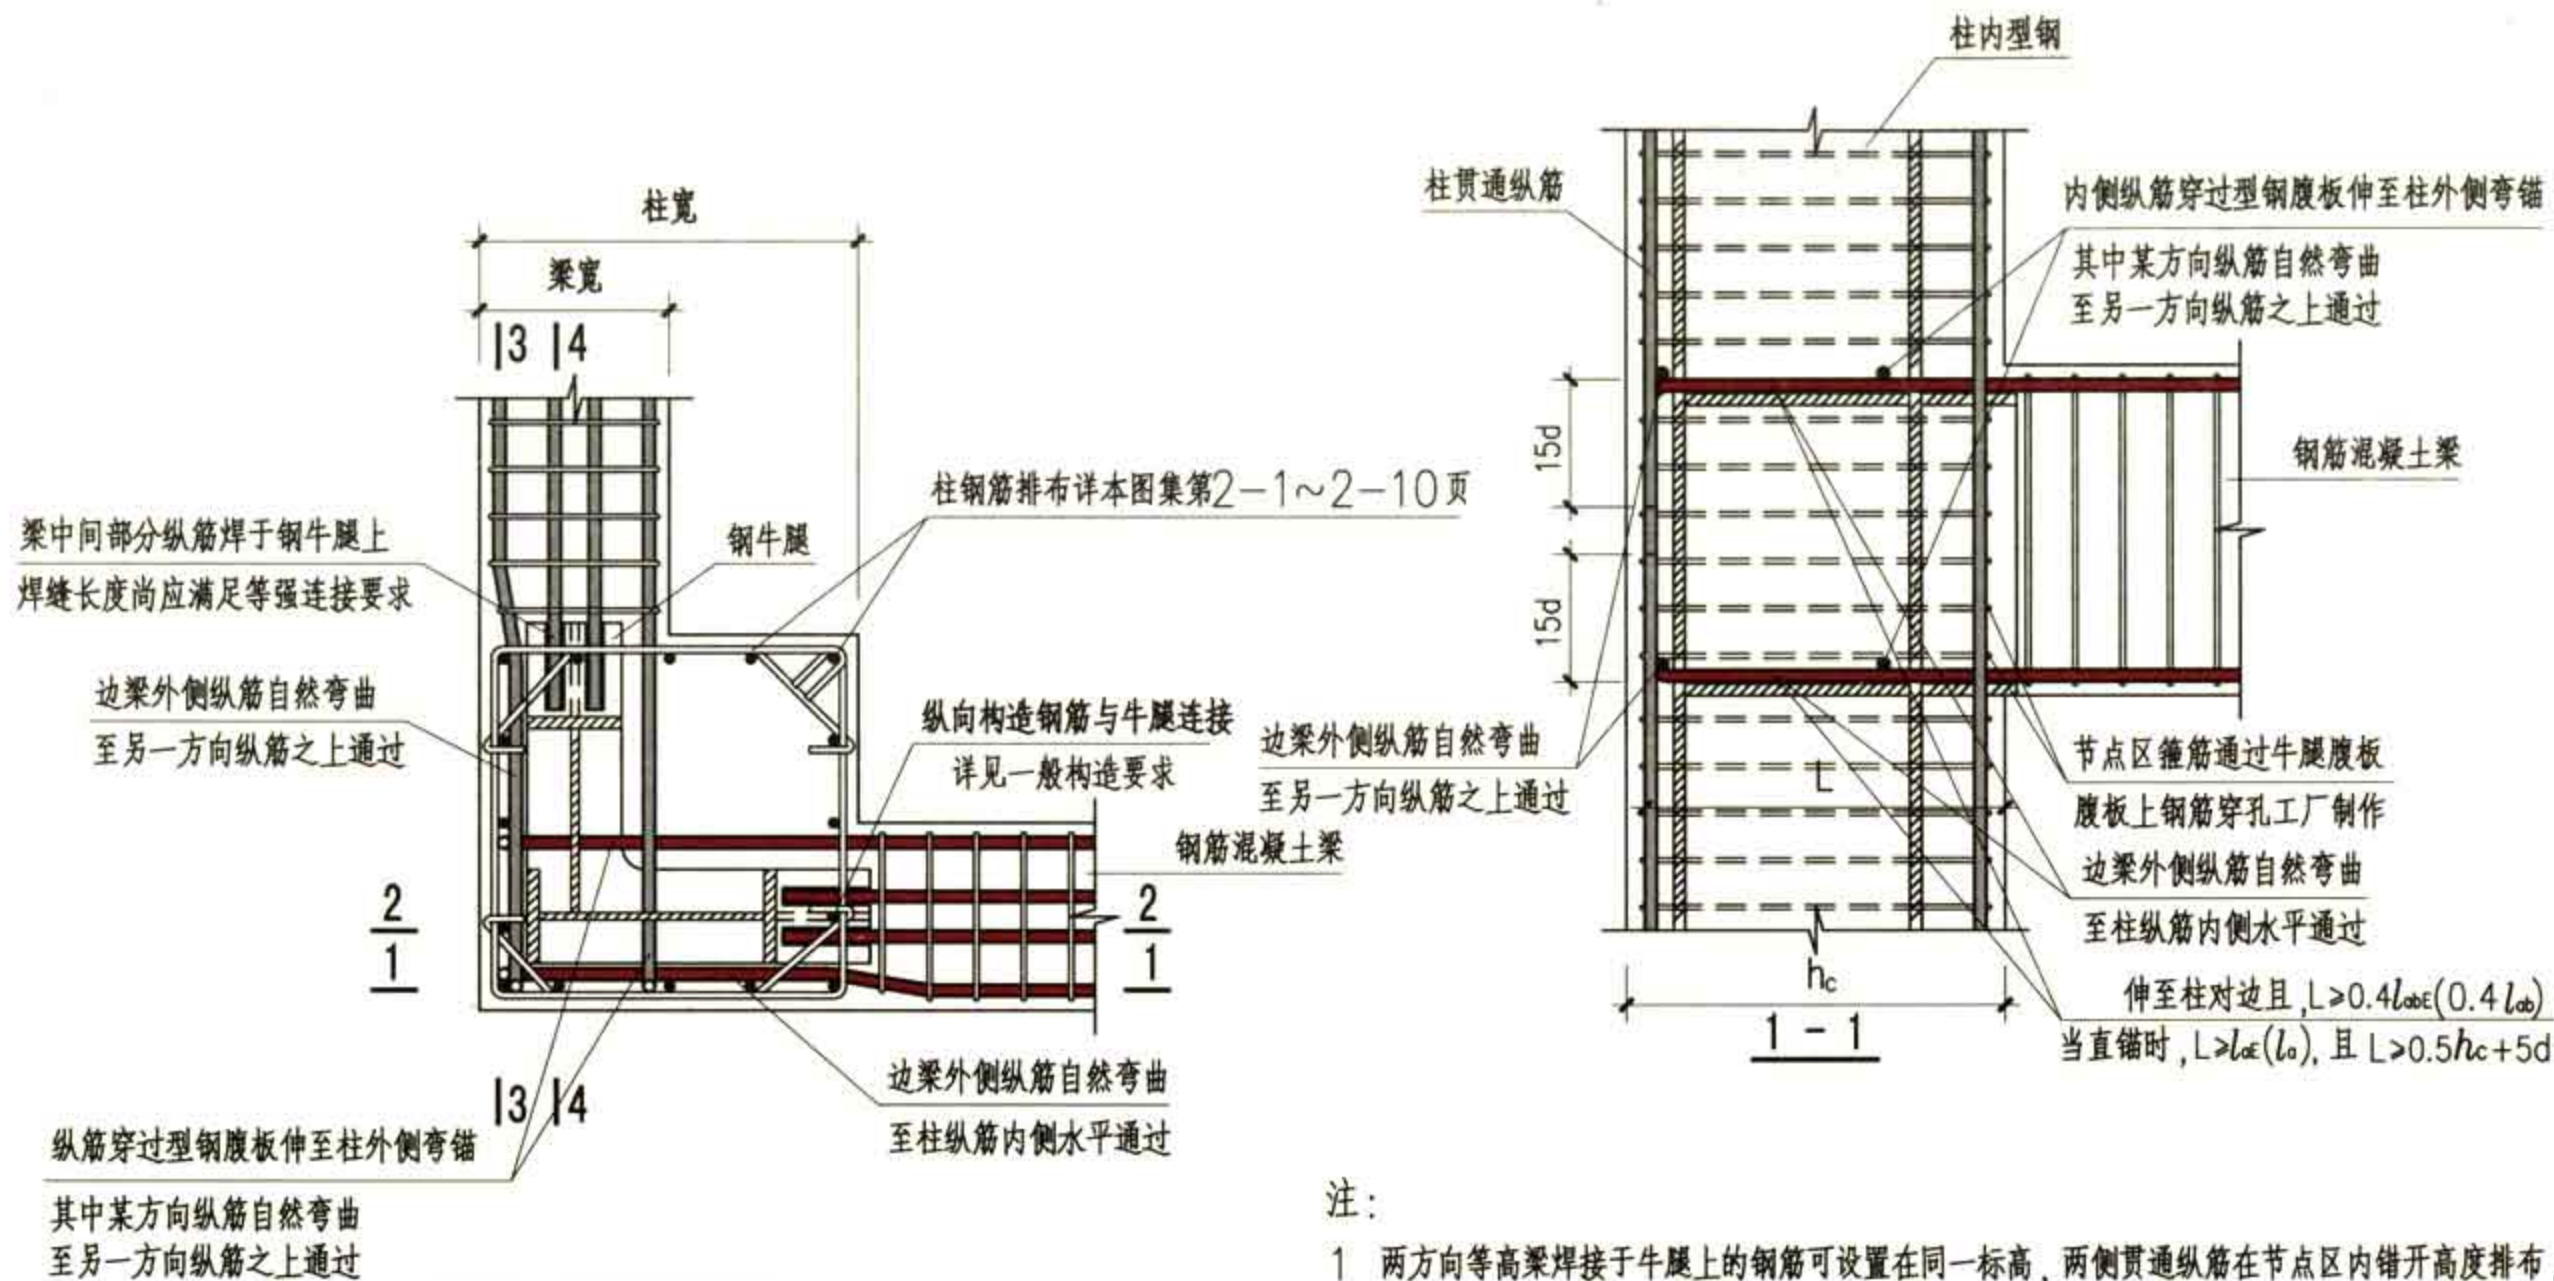 柱宽
梁宽
3 4
柱钢筋排布详本图集第2-1~2-10页
梁中间部分纵筋焊于钢牛腿上
焊缝长度尚应满足等强连接要求
钢牛腿
边梁外侧纵筋自然弯曲
至另一方向纵筋之上通过
纵向构造钢筋与牛腿连接
详见一般构造要求
钢筋混凝土梁
2
1
2
1
3 4
边梁外侧纵筋自然弯曲
至柱纵筋内侧水平通过
纵筋穿过型钢腹板伸至柱外侧弯锚
其中某方向纵筋自然弯曲
至另一方向纵筋之上通过
柱内型钢
柱贯通纵筋
内侧纵筋穿过型钢腹板伸至柱外侧弯锚
其中某方向纵筋自然弯曲
至另一方向纵筋之上通过
15d
15d
钢筋混凝土梁
边梁外侧纵筋自然弯曲
至另一方向纵筋之上通过
节点区箍筋通过牛腿腹板
腹板上钢筋穿孔工厂制作
L
边梁外侧纵筋自然弯曲
至柱纵筋内侧水平通过
hc
伸至柱对边且,L≥0.4labE(0.4lab)
当直锚时,L≥laE(la),且L≥0.5hc+5d
1-1
注:
1 两方向等高梁焊接于牛腿上的钢筋可设置在同一标高、两侧贯通纵筋在节点区内错开高度排布